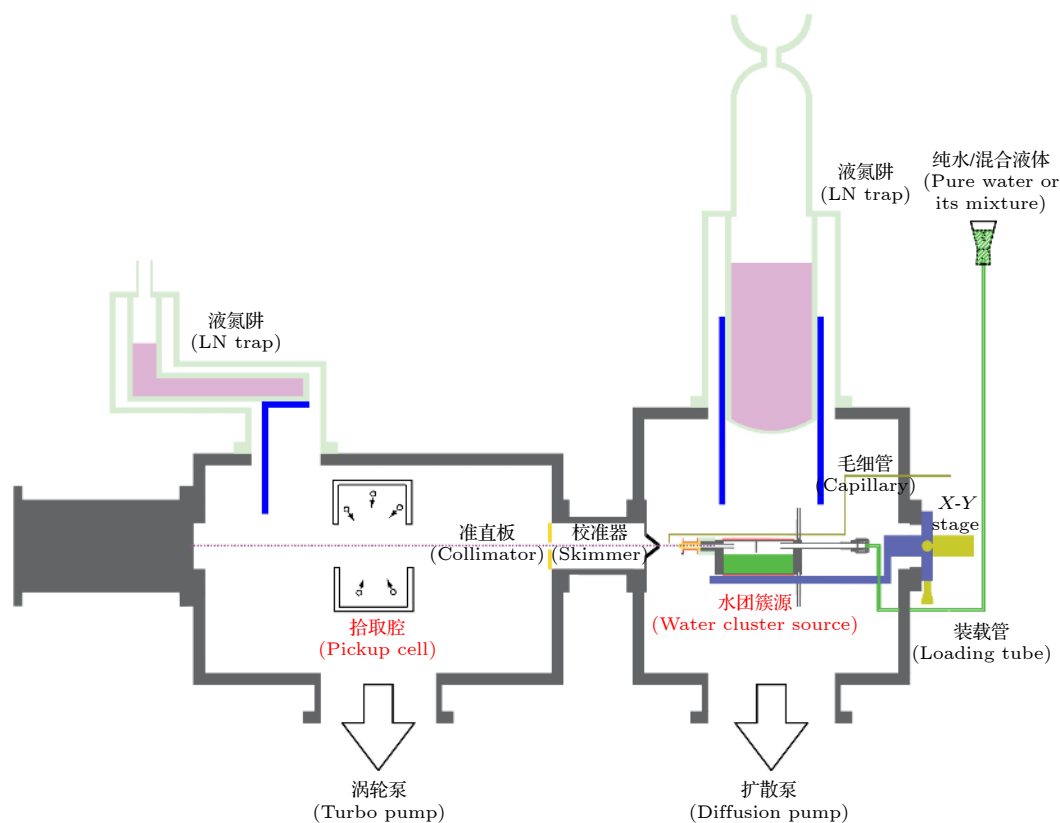 液氮阱
(LN trap)
纯水/混合液体
(Pure water or
its mixture)
液氮阱
(LN trap)
毛细管
(Capillary)
X-Y
stage
准直板
(Collimator)
校准器
(Skimmer)
水团簇源
(Water cluster source)
拾取腔
(Pickup cell)
装载管
(Loading tube)
涡轮泵
(Turbo pump)
扩散泵
(Diffusion pump)